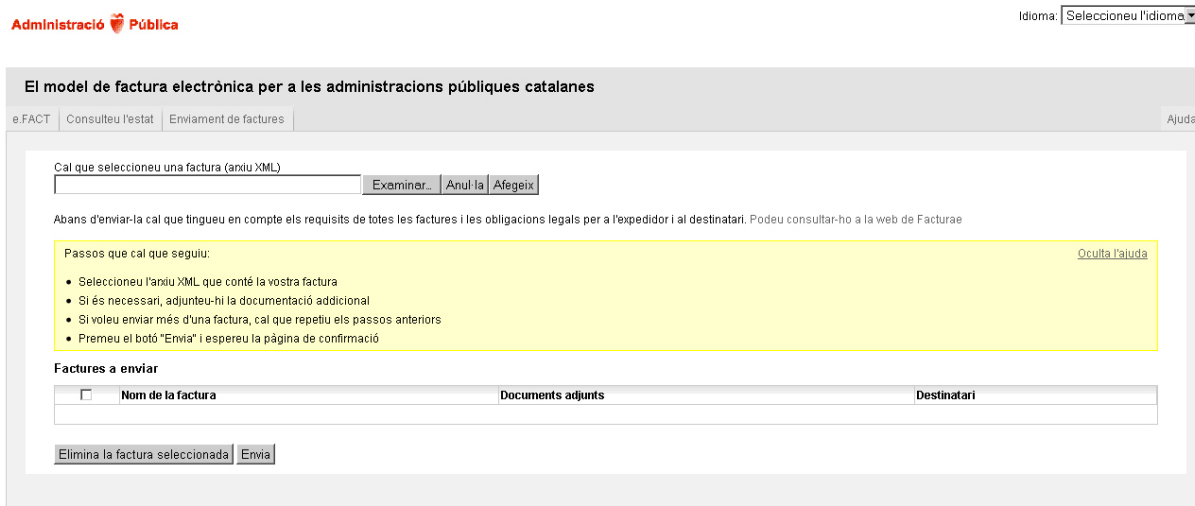 Administració Pública
Idioma: Seleccioneu l'idioma
El model de factura electrònica per a les administracions públiques catalanes
e.FACT Consulteu l'estat Enviament de factures Ajuda
Cal que seleccioneu una factura (arxiu XML)
Examinar... Anul·la Afegeix
Abans d'enviar-la cal que tingueu en compte els requisits de totes les factures i les obligacions legals per a l'expedidor i al destinatari. Podeu consultar-ho a la web de Facturae
Passos que cal que seguiu: Oculta l'ajuda
• Seleccioneu l'arxiu XML que conté la vostra factura
• Si és necessari, adjunteu-hi la documentació addicional
• Si voleu enviar més d'una factura, cal que repetiu els passos anteriors
• Premeu el botó "Envia" i espereu la pàgina de confirmació
Factures a enviar
Nom de la factura Documents adjunts Destinatari
Elimina la factura seleccionada Envia